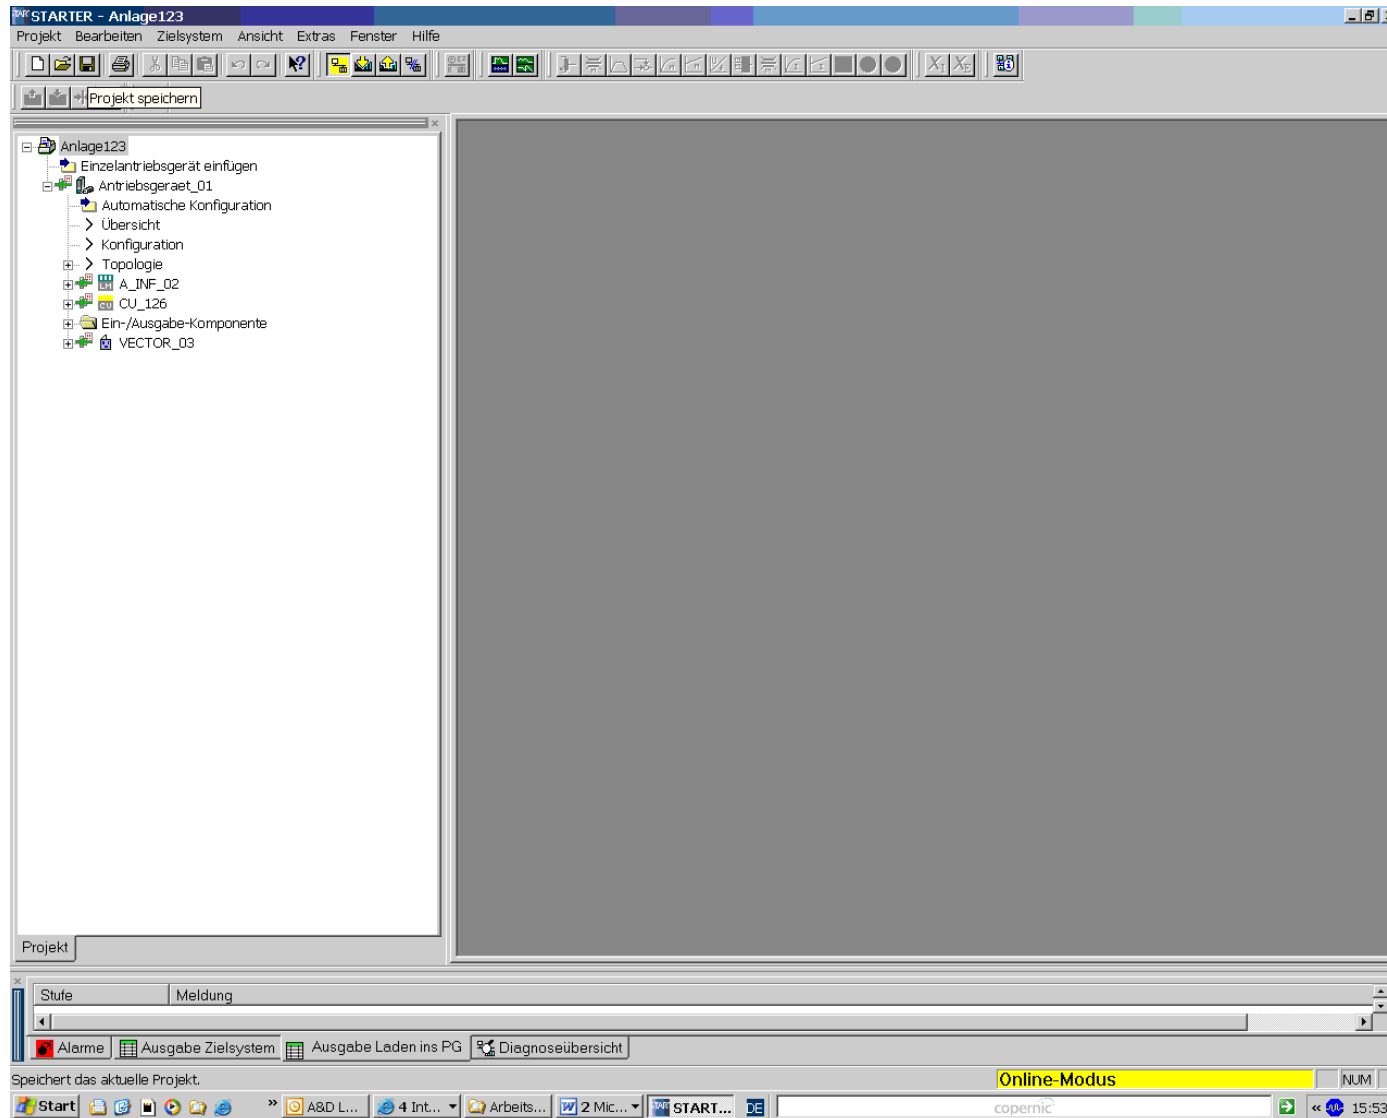 STARTER - Anlage123
Projekt Bearbeiten Zielsystem Ansicht Extras Fenster Hilfe
Projekt speichern
Anlage123
Einzelantriebsgerät einfügen
Antriebsgeraet_01
Automatische Konfiguration
Übersicht
Konfiguration
Topologie
A_INF_02
CU_126
Ein-/Ausgabe-Komponente
VECTOR_03
Projekt
Stufe Meldung
Alarme Ausgabe Zielsystem Ausgabe Laden ins PG Diagnoseübersicht
Speichert das aktuelle Projekt. Online-Modus NUM
Start » A&D L... 4 Int... Arbeits... 2 Mic... START... DE copernic « 15:53